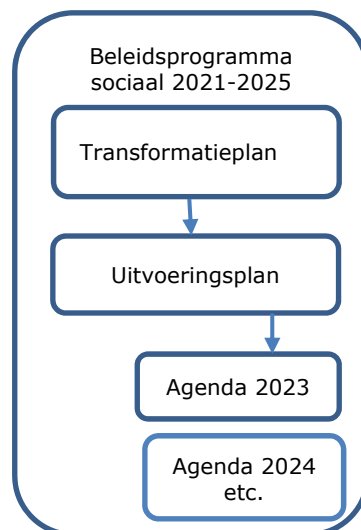 Beleidsprogramma
sociaal 2021-2025
Transformatieplan
Uitvoeringsplan
Agenda 2023
Agenda 2024
etc.